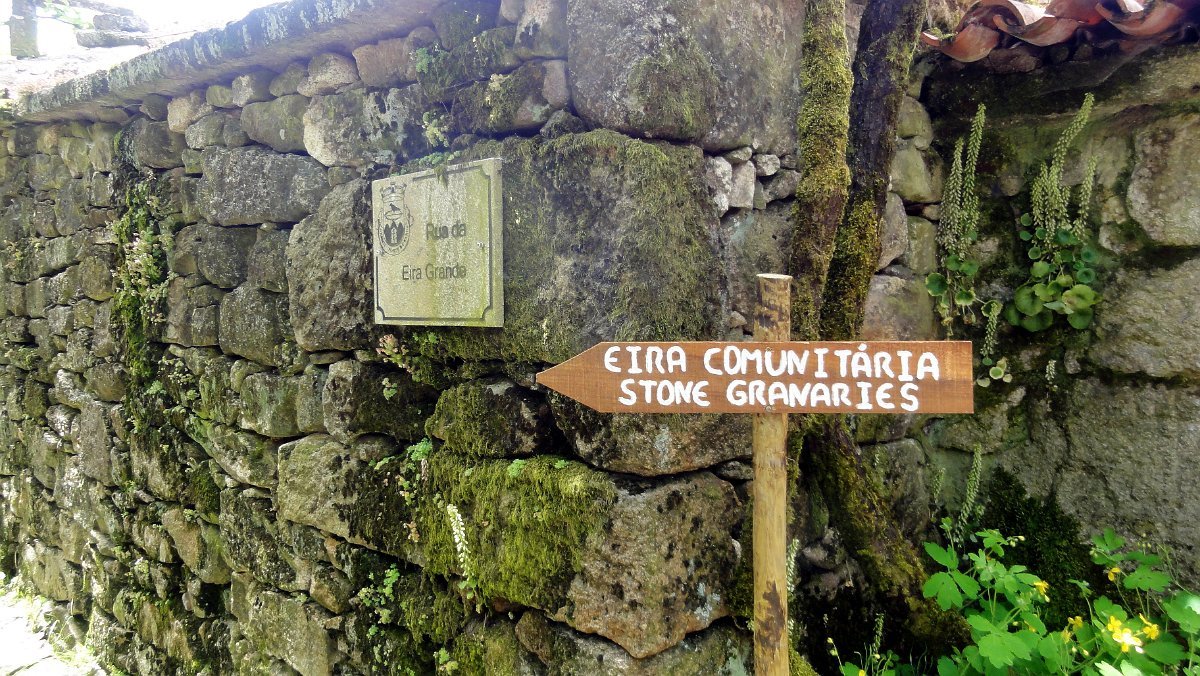 Rua da
Eira Grande
EIRA COMUNITÁRIA
STONE GRANARIES